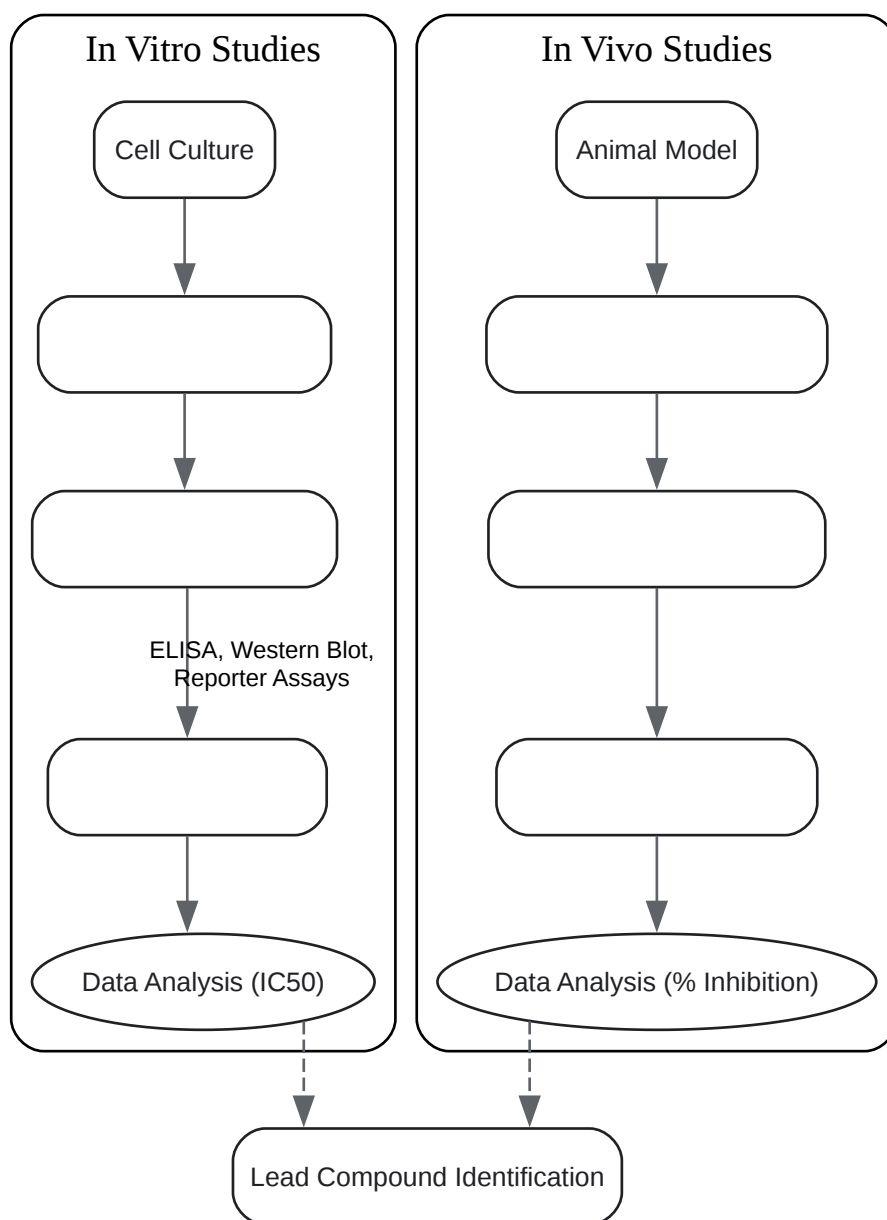 In Vitro Studies
Cell Culture
ELISA, Western Blot,
Reporter Assays
Data Analysis (IC50)
In Vivo Studies
Animal Model
Data Analysis (% Inhibition)
Lead Compound Identification